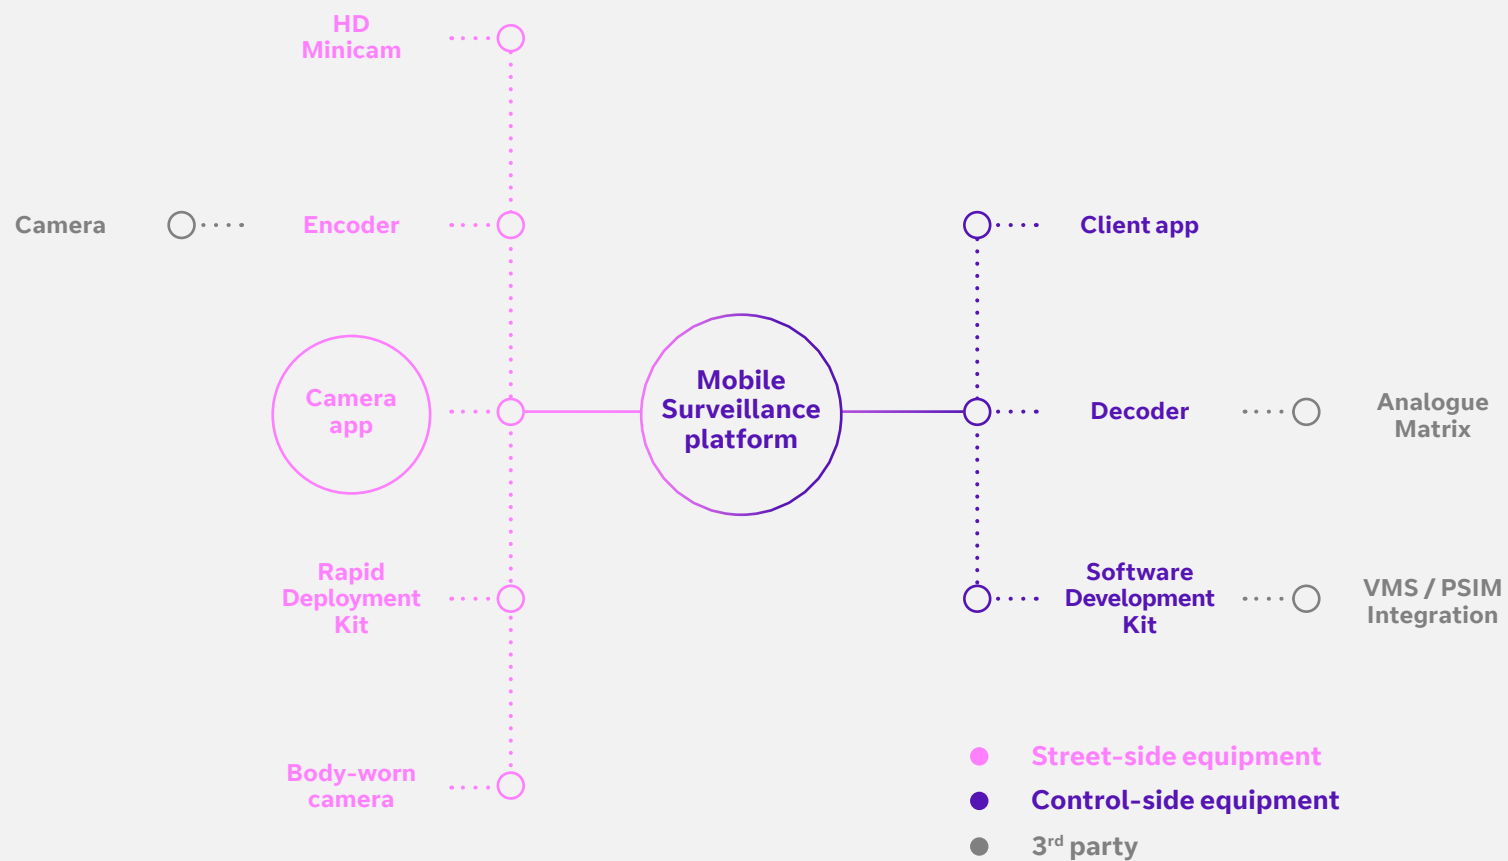 HD
Minicam
Camera
Encoder
Client app
Camera
app
Mobile
Surveillance
platform
Decoder
Analogue
Matrix
Rapid
Deployment
Kit
Software
Development
Kit
VMS / PSIM
Integration
Body-worn
camera
Street-side equipment
Control-side equipment
3rd party